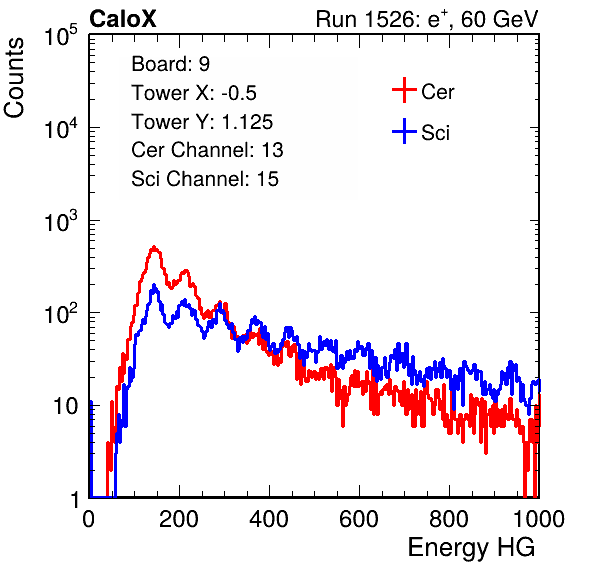 CaloX Run 1526: e⁺, 60 GeV
Counts
10⁵
10⁴
10³
10²
10
1
Board: 9
Tower X: -0.5
Tower Y: 1.125
Cer Channel: 13
Sci Channel: 15
Cer
Sci
0 200 400 600 800 1000
Energy HG